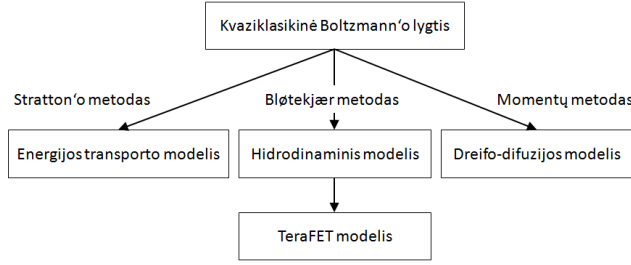 Kvaziklasikinė Boltzmann‘o lygtis
Stratton‘o metodas
Bløtekjær metodas
Momentų metodas
Energijos transporto modelis
Hidrodinaminis modelis
Dreifo-difuzijos modelis
TeraFET modelis